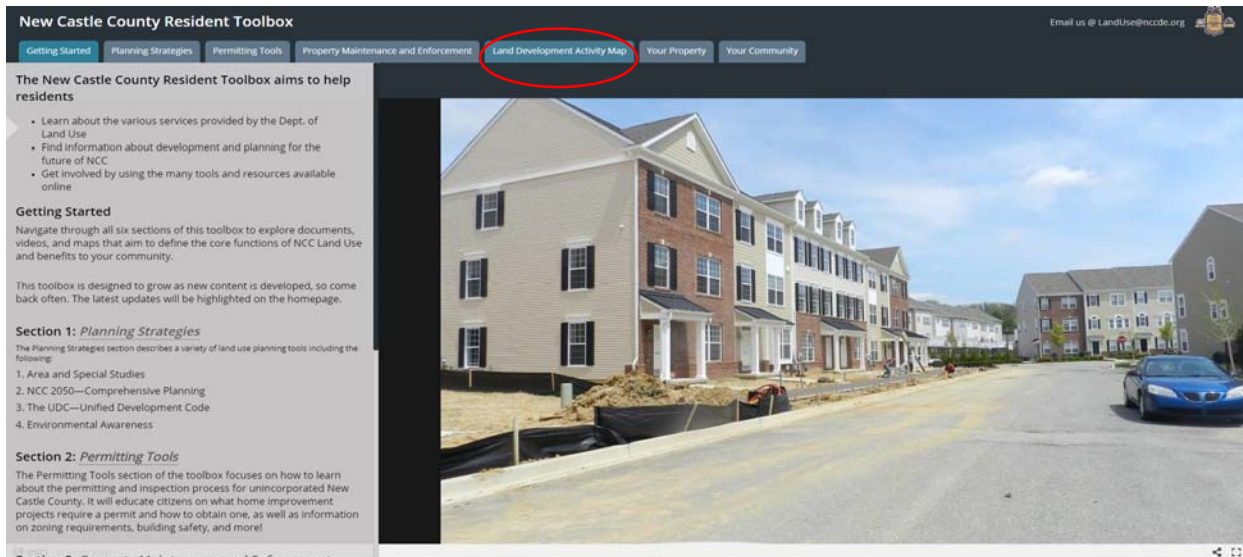 New Castle County Resident Toolbox
Email us @ LandUse@nccde.org
Getting Started
Planning Strategies
Permitting Tools
Property Maintenance and Enforcement
Land Development Activity Map
Your Property
Your Community
The New Castle County Resident Toolbox aims to help
residents
• Learn about the various services provided by the Dept. of
Land Use
• Find information about development and planning for the
future of NCC
• Get involved by using the many tools and resources available
online
Getting Started
Navigate through all six sections of this toolbox to explore documents,
videos, and maps that aim to define the core functions of NCC Land Use
and benefits to your community.
This toolbox is designed to grow as new content is developed, so come
back often. The latest updates will be highlighted on the homepage.
Section 1: Planning Strategies
The Planning Strategies section describes a variety of land use planning tools including the
following:
1. Area and Special Studies
2. NCC 2050—Comprehensive Planning
3. The UDC—Unified Development Code
4. Environmental Awareness
Section 2: Permitting Tools
The Permitting Tools section of the toolbox focuses on how to learn
about the permitting and inspection process for unincorporated New
Castle County. It will educate citizens on what home improvement
projects require a permit and how to obtain one, as well as information
on zoning requirements, building safety, and more!